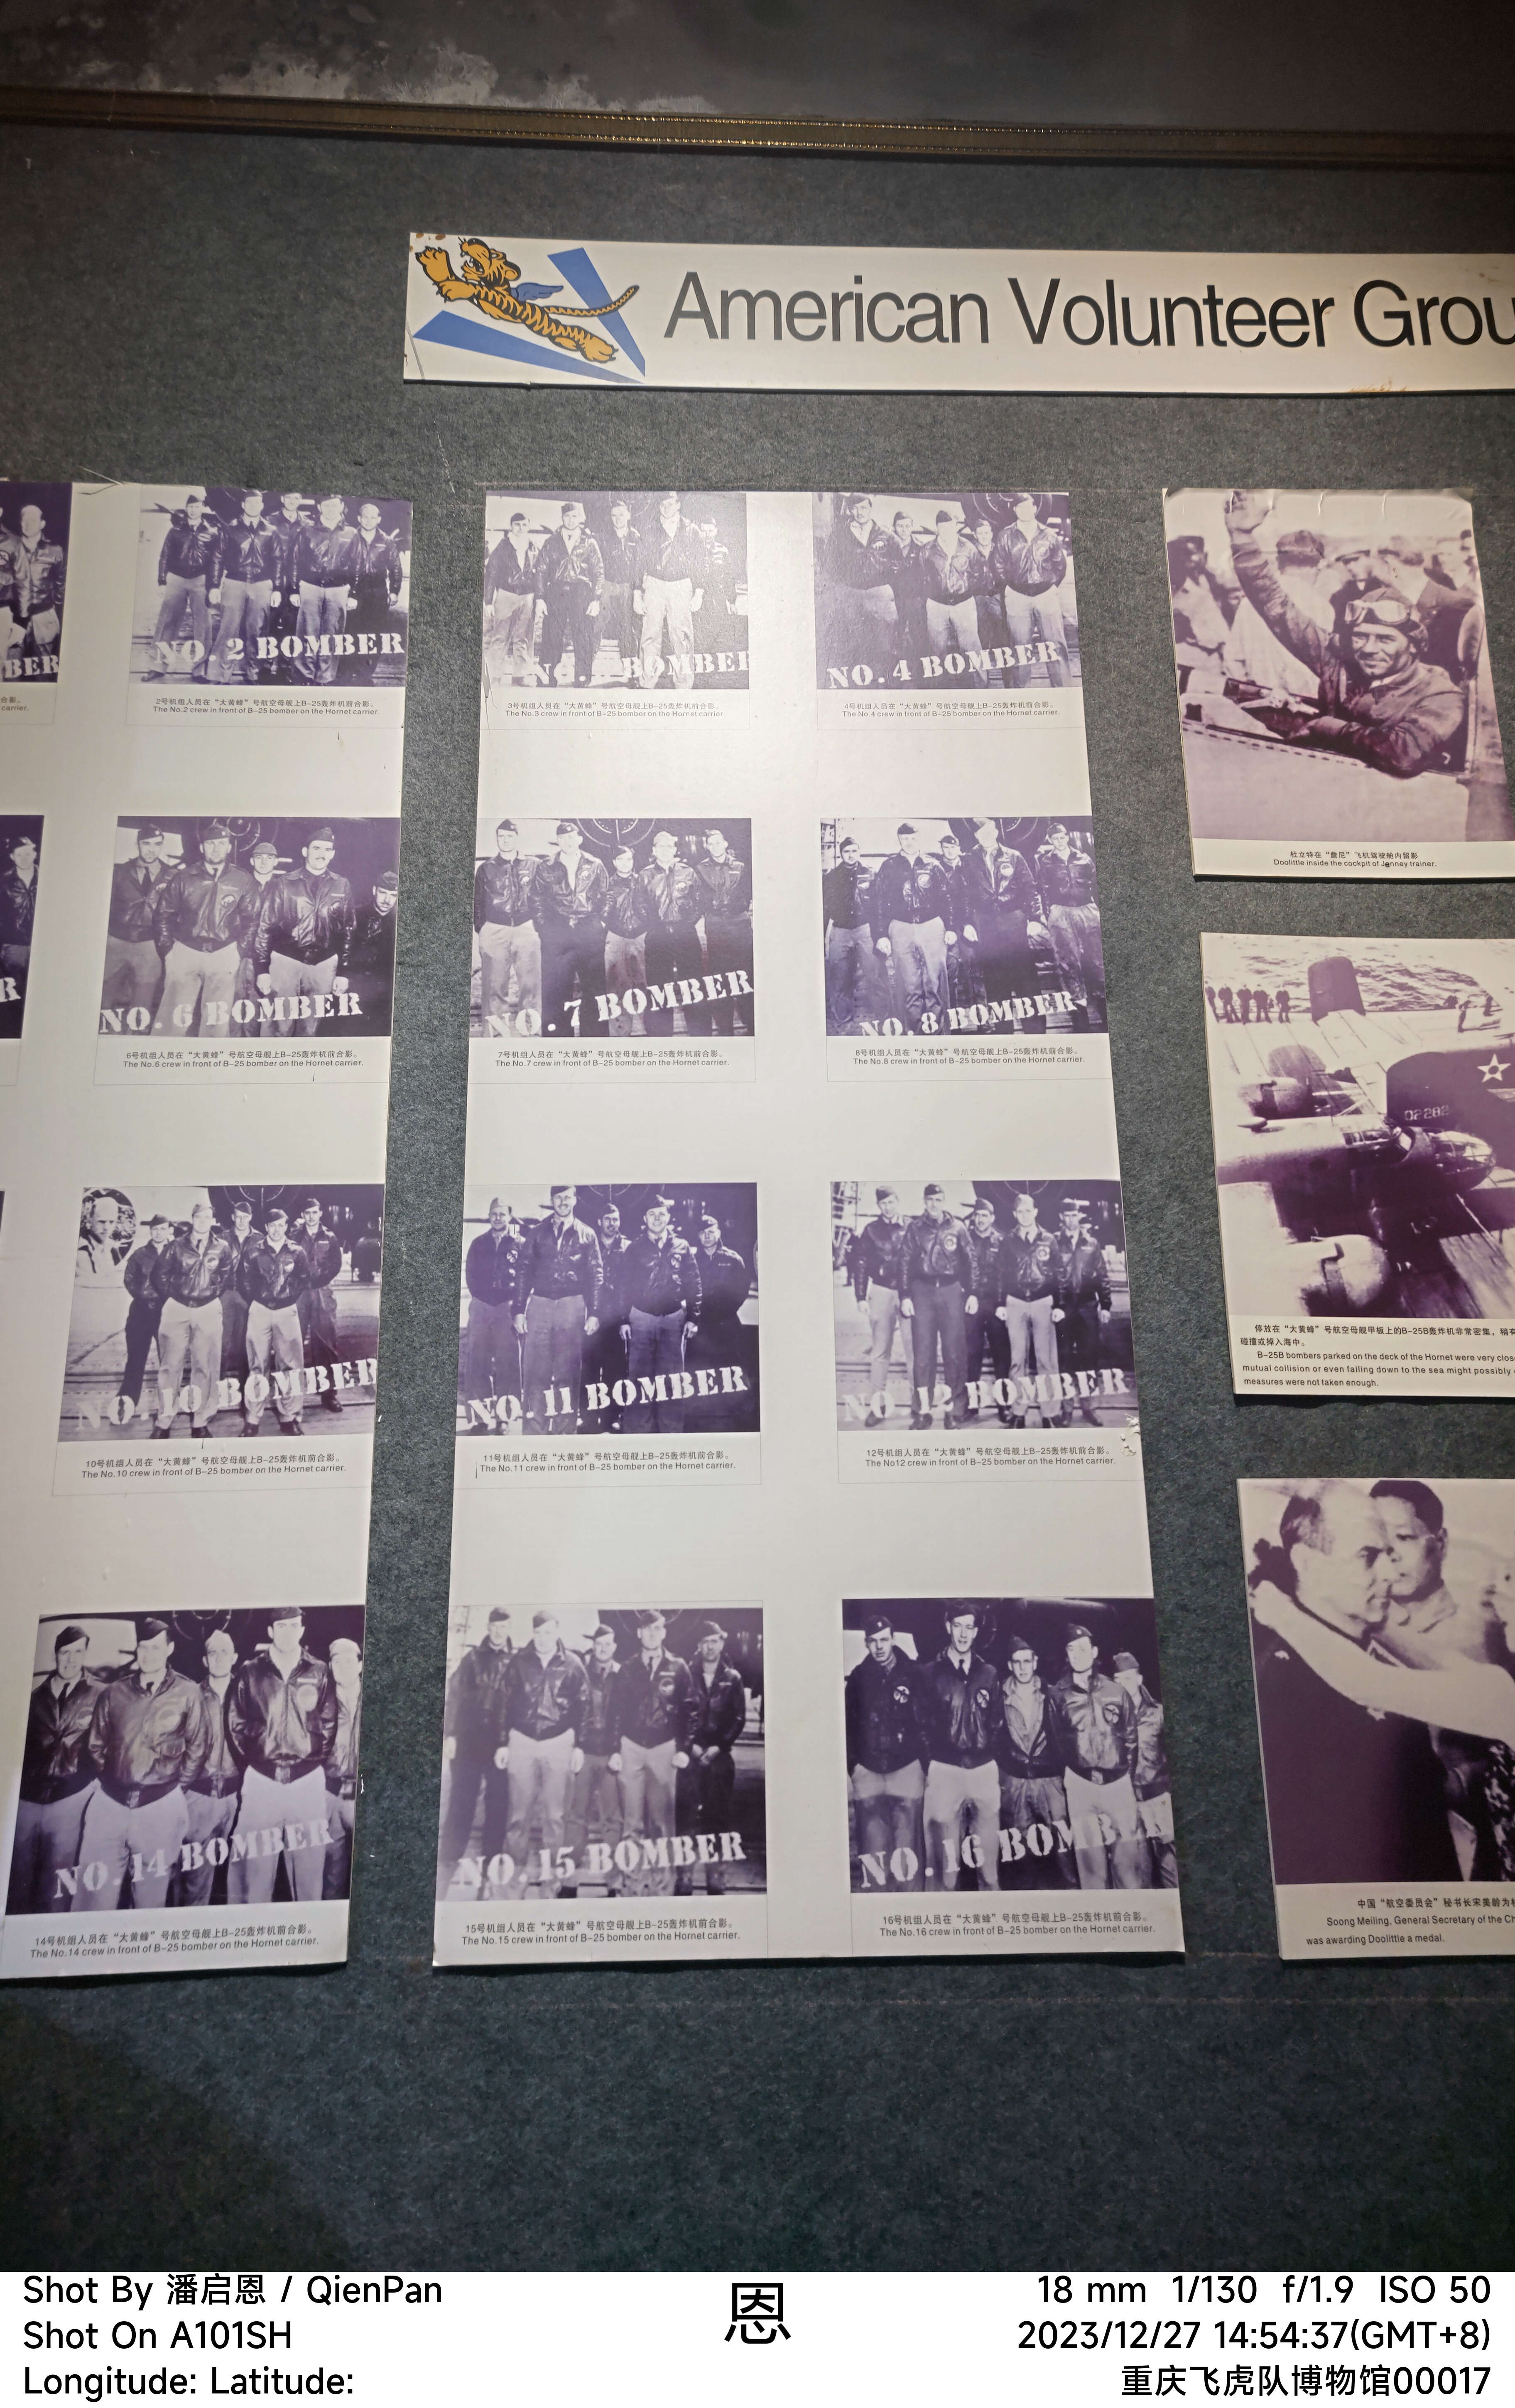 American Volunteer Grou
BER
合影。
carrier.
NO. 2 BOMBER
2号机组人员在“大黄蜂”号航空母舰上B-25轰炸机前合影。
The No.2 crew in front of B-25 bomber on the Hornet carrier.
NO. BOMBER
3号机组人员在“大黄蜂”号航空母舰上B-25轰炸机前合影。
The No.3 crew in front of B-25 bomber on the Hornet carrier.
NO. 4 BOMBER
4号机组人员在“大黄蜂”号航空母舰上B-25轰炸机前合影。
The No.4 crew in front of B-25 bomber on the Hornet carrier.
杜立特在“詹尼”飞机驾驶舱内留影
Doolittle inside the cockpit of Jenney trainer.
R
NO. 6 BOMBER
6号机组人员在“大黄蜂”号航空母舰上B-25轰炸机前合影。
The No.6 crew in front of B-25 bomber on the Hornet carrier.
NO. 7 BOMBER
7号机组人员在“大黄蜂”号航空母舰上B-25轰炸机前合影。
The No.7 crew in front of B-25 bomber on the Hornet carrier.
NO. 8 BOMBER
8号机组人员在“大黄蜂”号航空母舰上B-25轰炸机前合影。
The No.8 crew in front of B-25 bomber on the Hornet carrier.
02282
停放在“大黄蜂”号航空母舰甲板上的B-25B轰炸机非常密集，稍有
碰撞或掉入海中。
B-25B bombers parked on the deck of the Hornet were very clos
mutual collision or even falling down to the sea might possibly
measures were not taken enough.
NO. 10 BOMBER
10号机组人员在“大黄蜂”号航空母舰上B-25轰炸机前合影。
The No.10 crew in front of B-25 bomber on the Hornet carrier.
NO. 11 BOMBER
11号机组人员在“大黄蜂”号航空母舰上B-25轰炸机前合影。
The No.11 crew in front of B-25 bomber on the Hornet carrier.
NO. 12 BOMBER
12号机组人员在“大黄蜂”号航空母舰上B-25轰炸机前合影。
The No12 crew in front of B-25 bomber on the Hornet carrier.
NO. 14 BOMBER
14号机组人员在“大黄蜂”号航空母舰上B-25轰炸机前合影。
The No.14 crew in front of B-25 bomber on the Hornet carrier.
NO. 15 BOMBER
15号机组人员在“大黄蜂”号航空母舰上B-25轰炸机前合影。
The No.15 crew in front of B-25 bomber on the Hornet carrier.
NO. 16 BOMBER
16号机组人员在“大黄蜂”号航空母舰上B-25轰炸机前合影。
The No.16 crew in front of B-25 bomber on the Hornet carrier.
中国“航空委员会”秘书长宋美龄为
Soong Meiling, General Secretary of the Ch
was awarding Doolittle a medal.
Shot By 潘启恩 / QienPan
Shot On A101SH
Longitude: Latitude:
恩
18 mm 1/130 f/1.9 ISO 50
2023/12/27 14:54:37(GMT+8)
重庆飞虎队博物馆00017